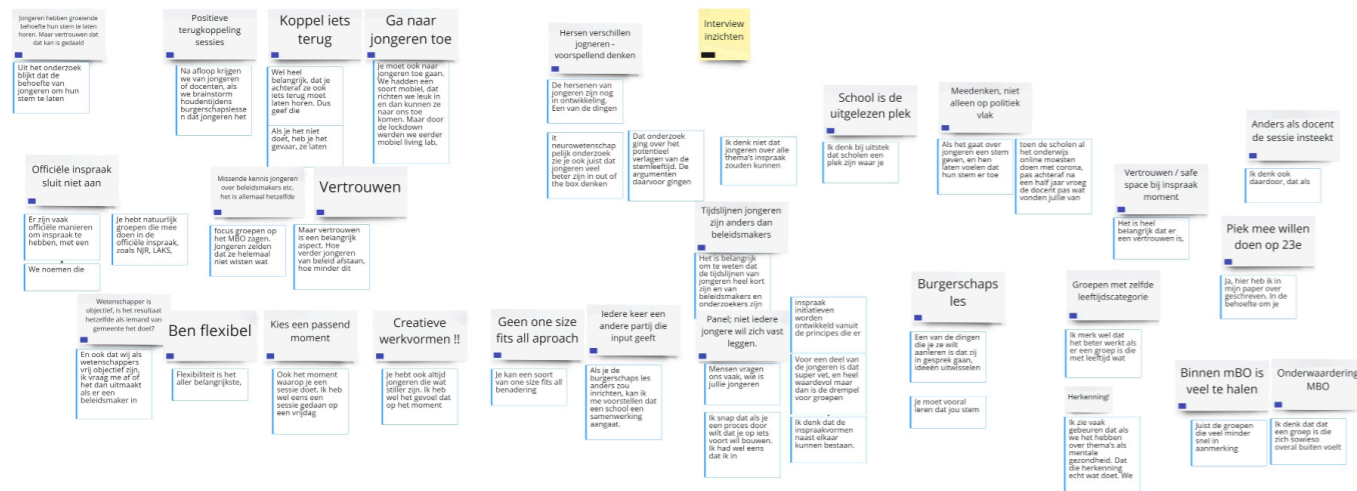 Jongeren hebben groeiende
behoefte hun stem te laten
horen. Maar vertrouwen dat
dat kan is gedaald
Uit het onderzoek
blijkt dat de
behoefte van
jongeren om hun
stem te laten
Positieve
terugkoppeling
sessies
Na afloop krijgen
we van jongeren
of docenten, als
we brainstorm
houdentijdens
burgerschapslesse
n dat jongeren het
Koppel iets
terug
Wel heel
belangrijk, dat je
achteraf ze ook
iets terug moet
laten horen. Dus
geef die
Als je het niet
doet, heb je het
gevaar, ze laten
Ga naar
jongeren toe
Je moet ook naar
jongeren toe gaan.
We hadden een
soort mobiel, dat
richten we leuk in
en dan kunnen ze
naar ons toe
komen. Maar door
de lockdown
werden we eerder
mobiel living lab,
Hersen verschillen
jogneren -
voorspellend denken
De hersenen van
jongeren zijn nog
in ontwikkeling.
Een van de dingen
it
neurowetenschap
pelijk onderzoek
zie je ook juist dat
jongeren veel
beter zijn in out of
the box denken
Dat onderzoek
ging over het
potentieel
verlagen van de
stemleeftijd. De
argumenten
daarvoor gingen
Interview
inzichten
Ik denk niet dat
jongeren over alle
thema's inspraak
zouden kunnen
School is de
uitgelezen plek
Ik denk bij uitstek
dat scholen een
plek zijn waar je
Meedenken, niet
alleen op politiek
vlak
Als het gaat over
jongeren een stem
geven, en hen
laten voelen dat
hun stem er toe
toen de scholen al
het onderwijs
online moesten
doen met corona,
pas achteraf na
een half jaar vroeg
de docent pas wat
vonden jullie van
Anders als docent
de sessie insteekt
Ik denk ook
daardoor, dat als
Officiële inspraak
sluit niet aan
Er zijn vaak
officiële manieren
om inspraak te
hebben, met een
We noemen die
Je hebt natuurlijk
groepen die mee
doen in de
officiële inspraak,
zoals NJR, LAKS,
Missende kennis jongeren
over beleidsmakers etc.
het is allemaal hetzelfde
focus groepen op
het MBO zagen.
Jongeren zeiden
dat ze helemaal
niet wisten wat
Vertrouwen
Maar vertrouwen
is een belangrijk
aspect. Hoe
verder jongeren
van beleid afstaan,
hoe minder dit
Tijdslijnen jongeren
zijn anders dan
beleidsmakers
Het is belangrijk
om te weten dat
de tijdslijnen van
jongeren heel kort
zijn en van
beleidsmakers en
onderzoekers zijn
Vertrouwen / safe
space bij inspraak
moment
Het is heel
belangrijk dat er
een vertrouwen is,
Piek mee willen
doen op 23e
Ja, hier heb ik in
mijn paper over
geschreven. In de
behoefte om je
Wetenschapper is
objectief, is het resultaat
hetzelfde als iemand van
gemeente het doet?
En ook dat wij als
wetenschappers
vrij objectief zijn,
ik vraag me af of
het dan uitmaakt
als er een
beleidsmaker in
Ben flexibel
Flexibiliteit is het
aller belangrijkste,
Kies een passend
moment
Ook het moment
waarop je een
sessie doet. Ik heb
wel eens een
sessie gedaan op
een vrijdag
Creatieve
werkvormen !!
Je hebt ook altijd
jongeren die wat
stiller zijn. Ik heb
wel het gevoel dat
op het moment
Geen one size
fits all aproach
Je kan een soort
van one size fits all
benadering
Iedere keer een
andere partij die
input geeft
Als je de
burgerschaps les
anders zou
inrichten, kan ik
me voorstellen dat
een school een
samenwerking
aangaat.
Panel; niet iedere
jongere wil zich vast
leggen.
Mensen vragen
ons vaak, wie is
jullie jongeren
Ik snap dat als je
een proces door
wilt dat je op iets
voort wil bouwen.
Ik had wel eens
dat ik in
inspraak
initiatieven
worden
ontwikkeld vanuit
de principes die er
Voor een deel van
de jongeren is dat
super vet, en heel
waardevol maar
dan is de drempel
voor groepen
Ik denk dat de
inspraakvormen
naast elkaar
kunnen bestaan.
Burgerschaps
les
Een van de dingen
die je ze wilt
aanleren is dat zij
in gesprek gaan,
ideeën uitwisselen
Je moet vooral
leren dat jou stem
Groepen met zelfde
leeftijdscategorie
Ik merk wel dat
het beter werkt als
er een groep is die
met leeftijd wat
Herkenning!
Ik zie vaak
gebeuren dat als
we het hebben
over thema's als
mentale
gezondheid. Dat
die herkenning
echt wat doet. We
Binnen mBO is
veel te halen
Juist de groepen
die veel minder
snel in
aanmerking
Onderwaardering
MBO
Ik denk dat dat
een groep is die
zich sowieso
overal buiten voelt